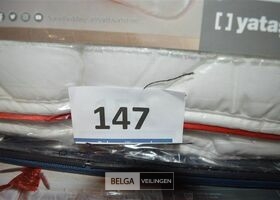 [ ] yatas
147
BELGA VEILINGEN